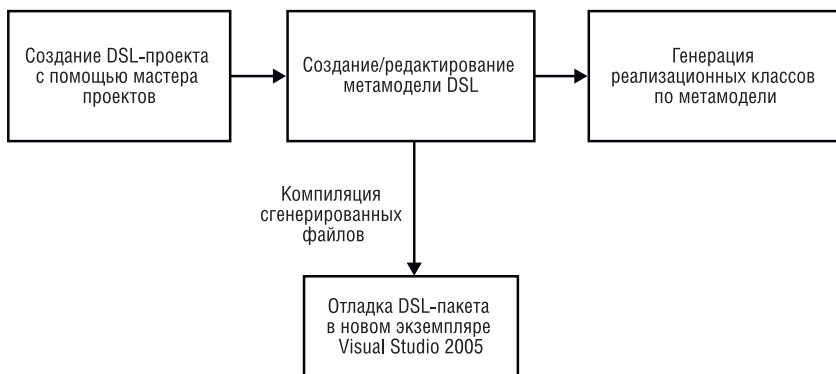 Создание DSL-проекта
с помощью мастера
проектов
Создание/редактирование
метамодели DSL
Генерация
реализационных классов
по метамодели
Компиляция
сгенерированных
файлов
Отладка DSL-пакета
в новом экземпляре
Visual Studio 2005